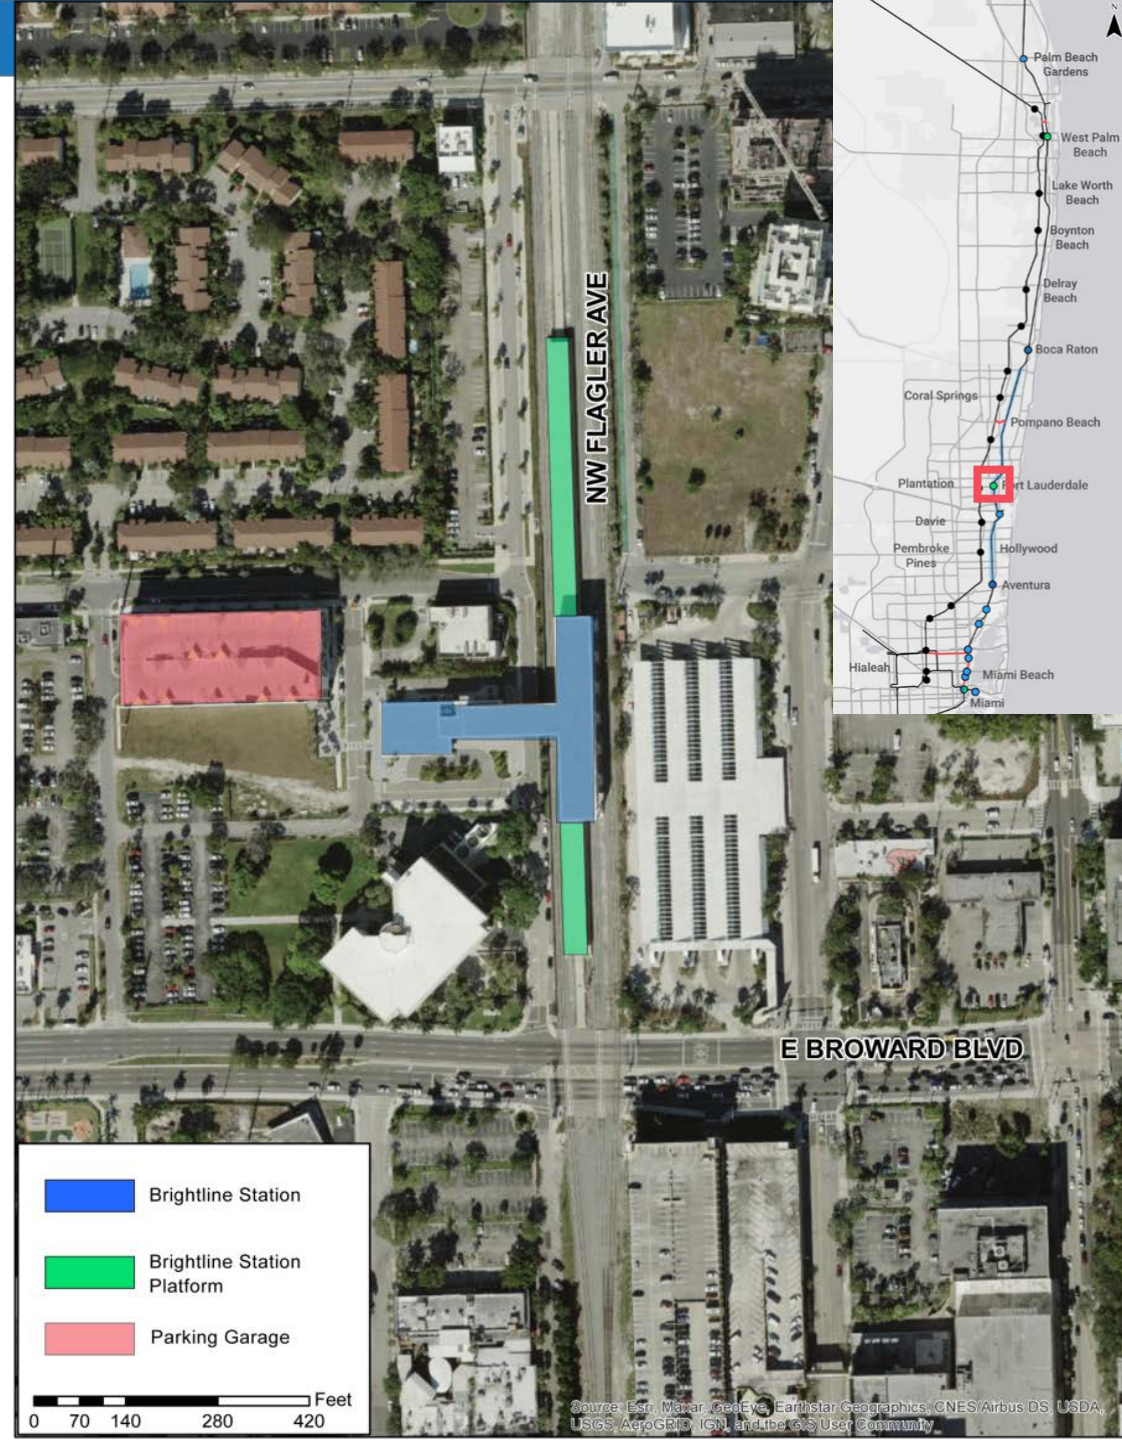 N
Palm Beach
Gardens
West Palm
Beach
Lake Worth
Beach
Boynton
Beach
Delray
Beach
Boca Raton
Coral Springs
Pompano Beach
Plantation
Fort Lauderdale
Davie
Pembroke
Pines
Hollywood
Aventura
Hialeah
Miami Beach
Miami
NW FLAGLER AVE
E BROWARD BLVD
Brightline Station
Brightline Station
Platform
Parking Garage
Feet
0 70 140 280 420
Source: Esri, Maxar, GeoEye, Earthstar Geographics, CNES/Airbus DS, USDA,
USGS, AeroGRID, IGN, and the GIS User Community